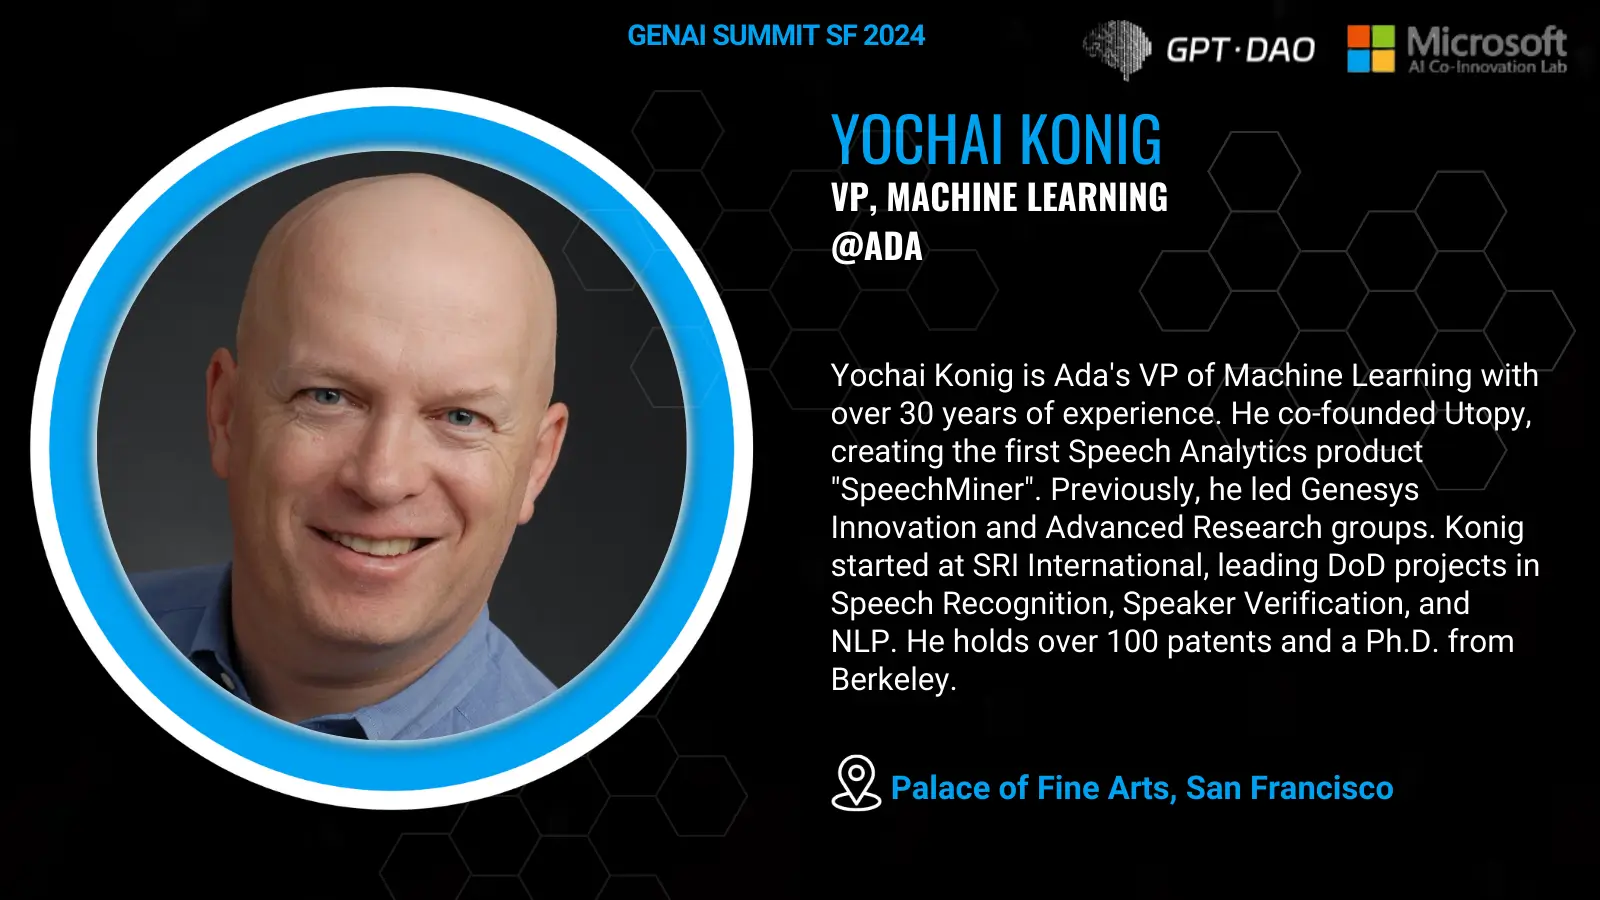 GENAI SUMMIT SF 2024
GPT·DAO
Microsoft
AI Co-Innovation Lab
YOCHAI KONIG
VP, MACHINE LEARNING
@ADA
Yochai Konig is Ada's VP of Machine Learning with
over 30 years of experience. He co-founded Utopy,
creating the first Speech Analytics product
"SpeechMiner". Previously, he led Genesys
Innovation and Advanced Research groups. Konig
started at SRI International, leading DoD projects in
Speech Recognition, Speaker Verification, and
NLP. He holds over 100 patents and a Ph.D. from
Berkeley.
Palace of Fine Arts, San Francisco